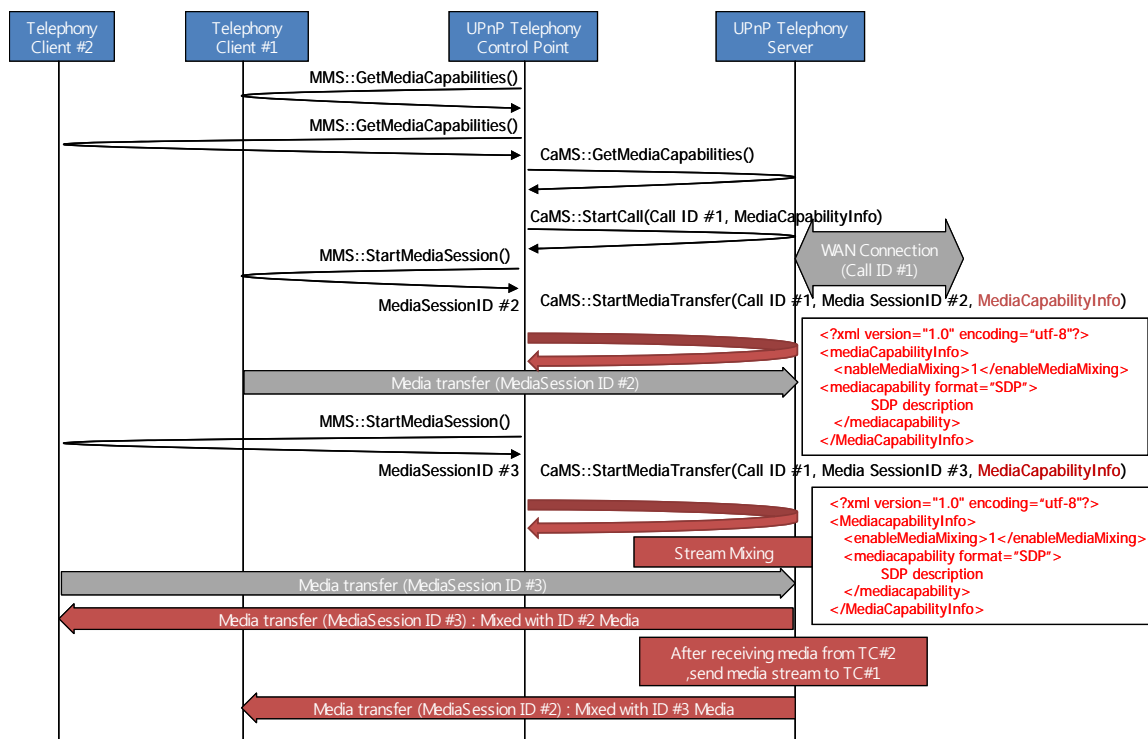 Telephony
Client #2
Telephony
Client #1
UPnP Telephony
Control Point
UPnP Telephony
Server
MMS::GetMediaCapabilities()
MMS::GetMediaCapabilities()
CaMS::GetMediaCapabilities()
CaMS::StartCall(Call ID #1, MediaCapabilityInfo)
WAN Connection
(Call ID #1)
MMS::StartMediaSession()
MediaSessionID #2
CaMS::StartMediaTransfer(Call ID #1, Media SessionID #2, MediaCapabilityInfo)
<?xml version="1.0" encoding="utf-8"?>
<mediaCapabilityInfo>
<nableMediaMixing>1</enableMediaMixing>
<mediacapability format="SDP">
SDP description
</mediacapability>
</MediaCapabilityInfo>
Media transfer (MediaSession ID #2)
MMS::StartMediaSession()
MediaSessionID #3
CaMS::StartMediaTransfer(Call ID #1, Media SessionID #3, MediaCapabilityInfo)
<?xml version="1.0" encoding="utf-8"?>
<MediacapabilityInfo>
<enableMediaMixing>1</enableMediaMixing>
<mediacapability format="SDP">
SDP description
</mediacapability>
</MediaCapabilityInfo>
Stream Mixing
Media transfer (MediaSession ID #3)
Media transfer (MediaSession ID #3) : Mixed with ID #2 Media
After receiving media from TC#2
,send media stream to TC#1
Media transfer (MediaSession ID #2) : Mixed with ID #3 Media